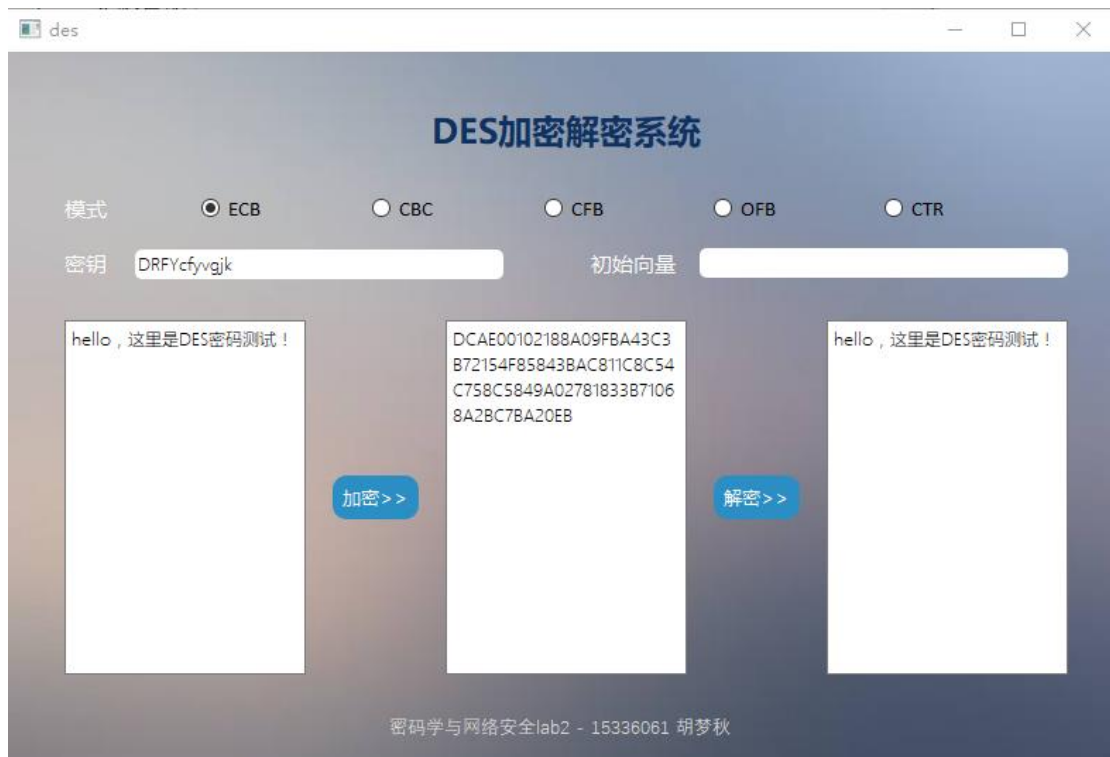 des
DES加密解密系统
模式 ECB CBC CFB OFB CTR
密钥 DRFYcfyvgjk 初始向量
hello，这里是DES密码测试！
DCAE00102188A09FBA43C3
B72154F85843BAC811C8C54
C758C5849A02781833B7106
8A2BC7BA20EB
hello，这里是DES密码测试！
加密>>
解密>>
密码学与网络安全lab2 - 15336061 胡梦秋